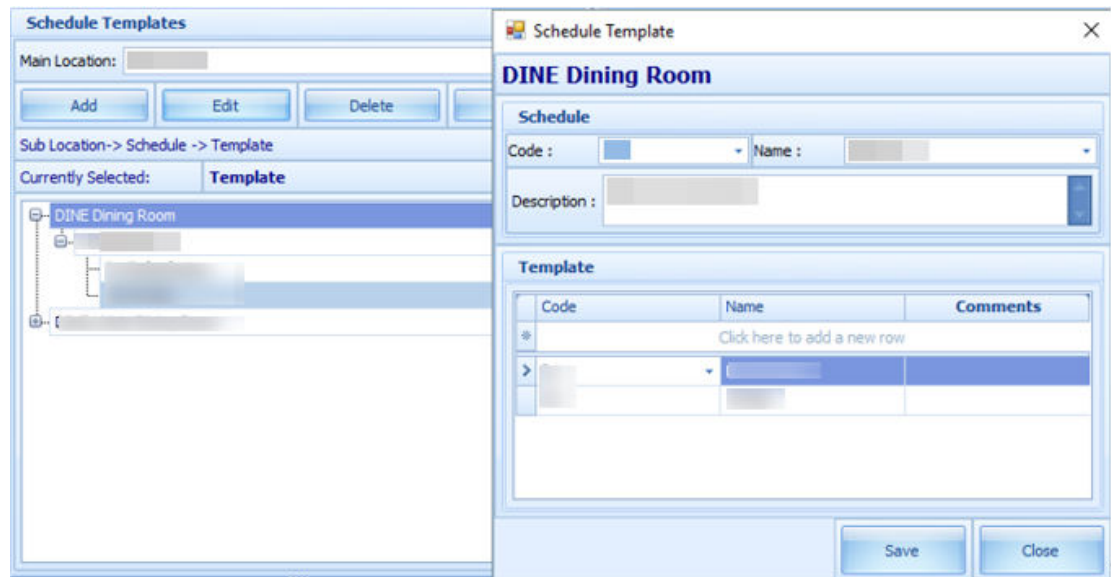 Schedule Templates
Main Location:
Add Edit Delete
Sub Location-> Schedule -> Template
Currently Selected: Template
DINE Dining Room
Schedule Template
DINE Dining Room
Schedule
Code : Name :
Description :
Template
Code Name Comments
Click here to add a new row
Save Close